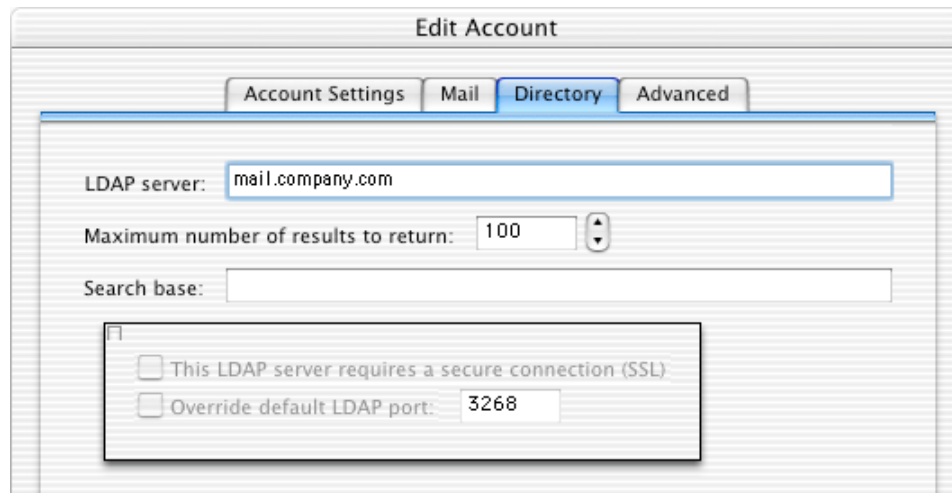 Edit Account
Account Settings Mail Directory Advanced
LDAP server: mail.company.com
Maximum number of results to return: 100
Search base:
This LDAP server requires a secure connection (SSL)
Override default LDAP port: 3268